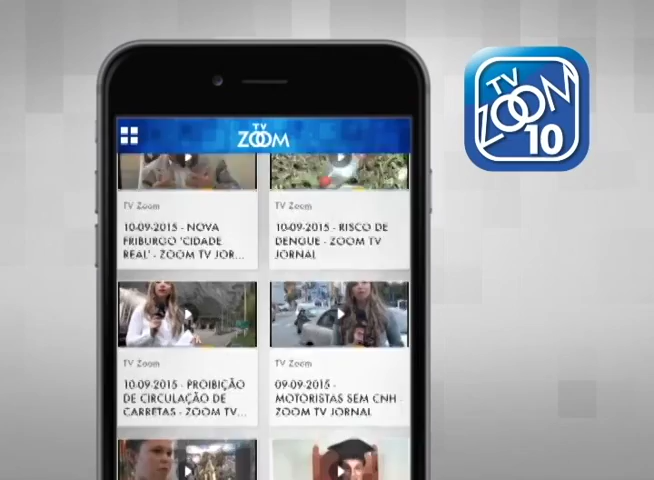 TV
ZOOM
TV
ZOOM
10
TV Zoom
10-09-2015 - NOVA
FRIBURGO 'CIDADE
REAL' - ZOOM TV JOR...
TV Zoom
10-09-2015 - RISCO DE
DENGUE - ZOOM TV
JORNAL
TV Zoom
10-09-2015 - PROIBIÇÃO
DE CIRCULAÇÃO DE
CARRETAS - ZOOM TV...
TV Zoom
09-09-2015 -
MOTORISTAS SEM CNH -
ZOOM TV JORNAL